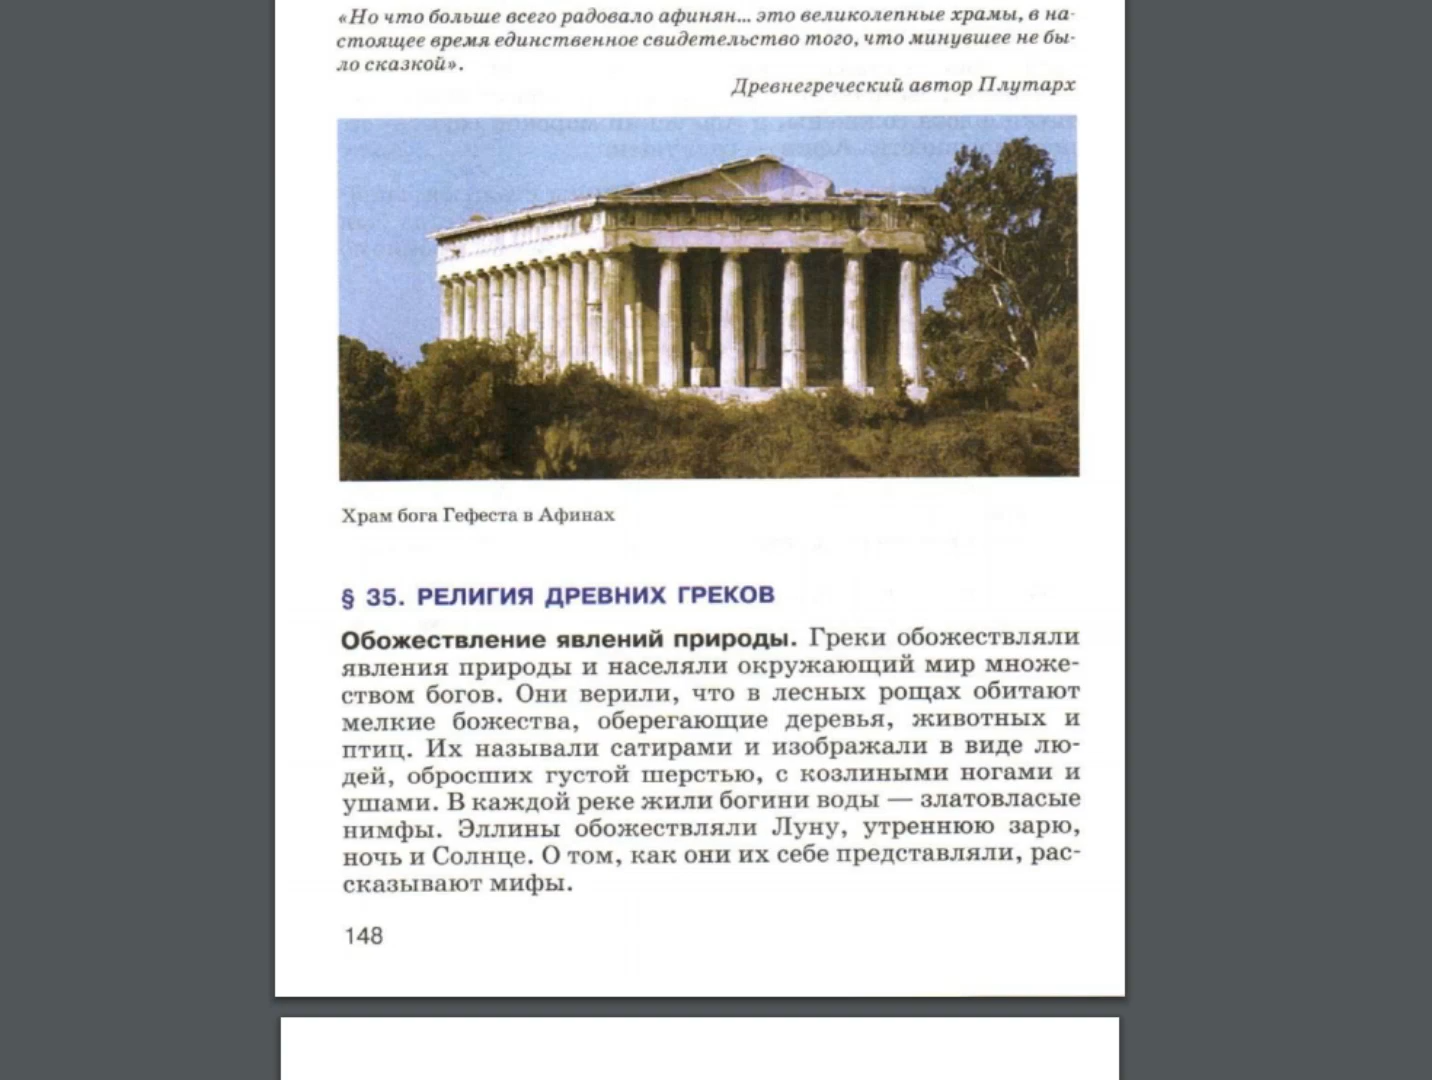 «Но что больше всего радовало афинян... это великолепные храмы, в на-
стоящее время единственное свидетельство того, что минувшее не бы-
ло сказкой».
Древнегреческий автор Плутарх
Храм бога Гефеста в Афинах
§ 35. РЕЛИГИЯ ДРЕВНИХ ГРЕКОВ
Обожествление явлений природы. Греки обожествляли
явления природы и населяли окружающий мир множе-
ством богов. Они верили, что в лесных рощах обитают
мелкие божества, оберегающие деревья, животных и
птиц. Их называли сатирами и изображали в виде лю-
дей, обросших густой шерстью, с козлиными ногами и
ушами. В каждой реке жили богини воды — златовласые
нимфы. Эллины обожествляли Луну, утреннюю зарю,
ночь и Солнце. О том, как они их себе представляли, рас-
сказывают мифы.
148